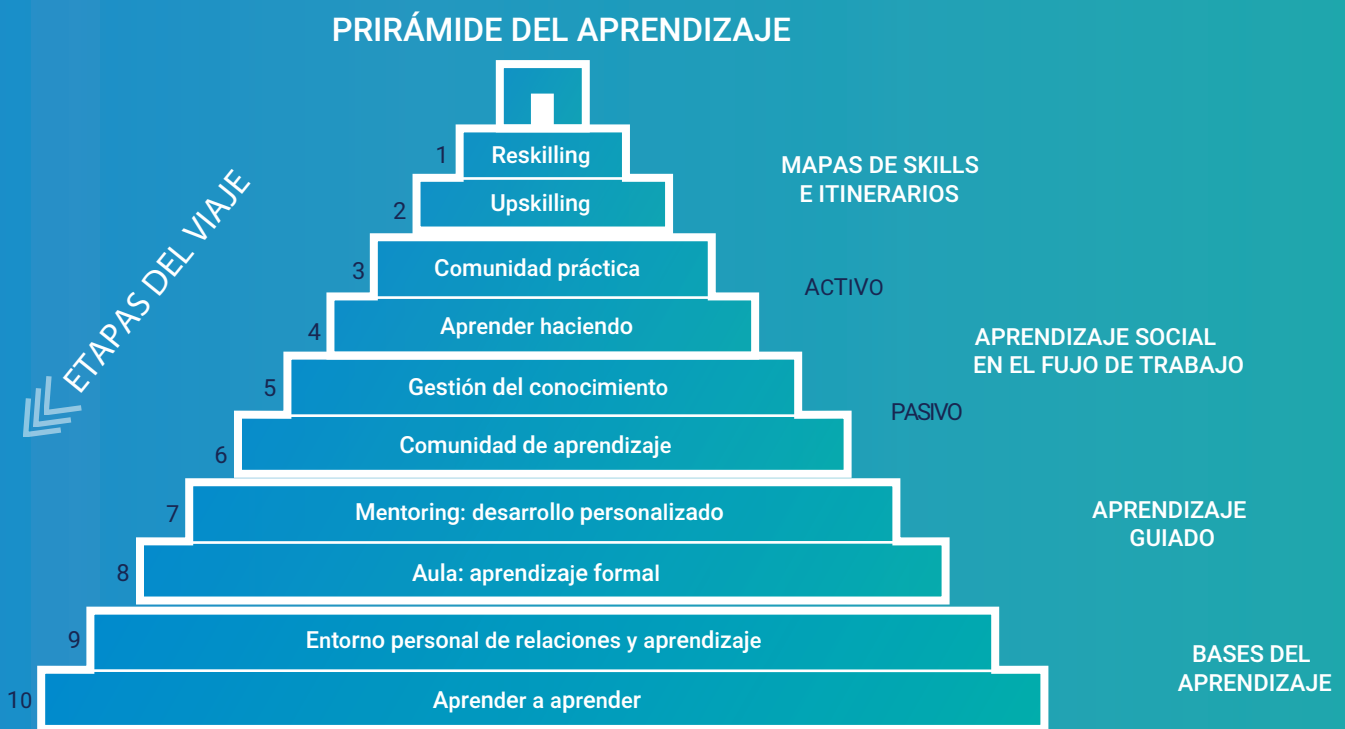 PRIRÁMIDE DEL APRENDIZAJE
ETAPAS DEL VIAJE
1 Reskilling
2 Upskilling
MAPAS DE SKILLS
E ITINERARIOS
3 Comunidad práctica
4 Aprender haciendo
ACTIVO
5 Gestión del conocimiento
6 Comunidad de aprendizaje
PASIVO
APRENDIZAJE SOCIAL
EN EL FUJO DE TRABAJO
7 Mentoring: desarrollo personalizado
8 Aula: aprendizaje formal
APRENDIZAJE
GUIADO
9 Entorno personal de relaciones y aprendizaje
10 Aprender a aprender
BASES DEL
APRENDIZAJE